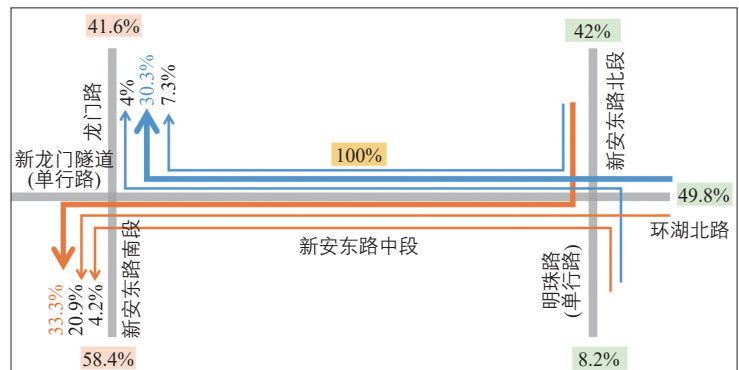 41.6%
42%
龙门路
4%
30.3%
7.3%
新安东路北段
100%
新龙门隧道
(单行路)
49.8%
环湖北路
新安东路中段
33.3%
20.9%
4.2%
新安东路南段
明珠路
(单行路)
58.4%
8.2%